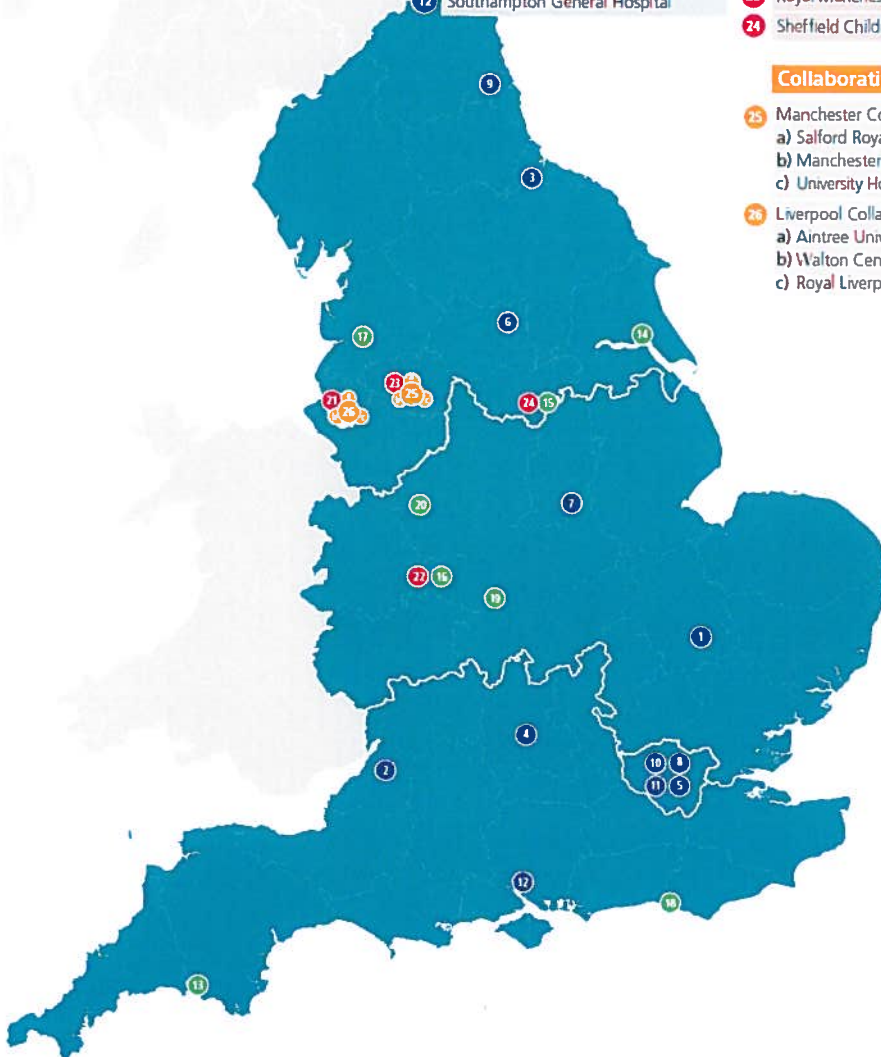 12 Southampton General Hospital
24 Sheffield Child
Collaborati
25 Manchester Co
a) Salford Roya
b) Manchester
c) University Ho
26 Liverpool Colla
a) Aintree Univ
b) Walton Cen
c) Royal Liverp
9
3
6
17
14
23
25
21
26
24 15
20
7
22 16
19
1
4
10 8
2
11 5
12
18
13